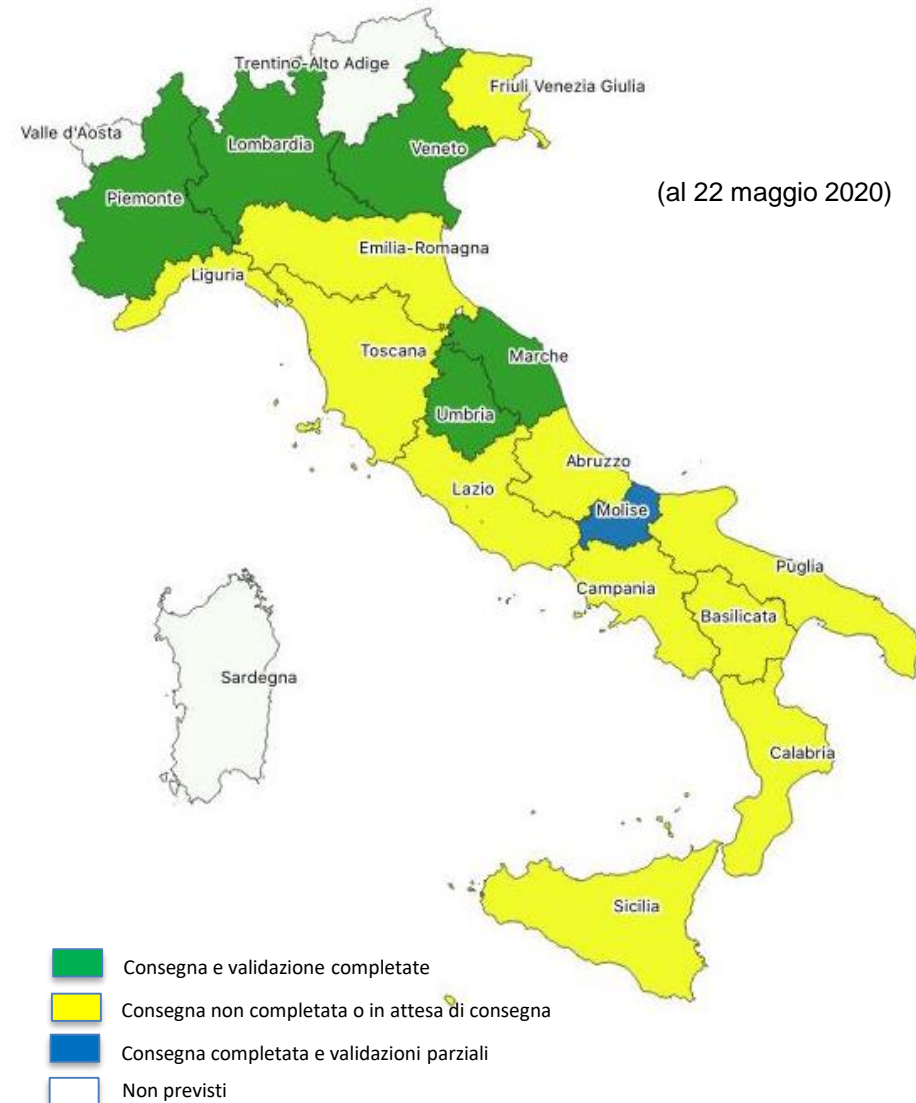 Trentino-Alto Adige
Friuli Venezia Giulia
Valle d'Aosta
Lombardia
Veneto
Piemonte
(al 22 maggio 2020)
Emilia-Romagna
Liguria
Toscana
Marche
Umbria
Abruzzo
Lazio
Molise
Puglia
Campania
Basilicata
Sardegna
Calabria
Sicilia
Consegna e validazione completate
Consegna non completata o in attesa di consegna
Consegna completata e validazioni parziali
Non previsti